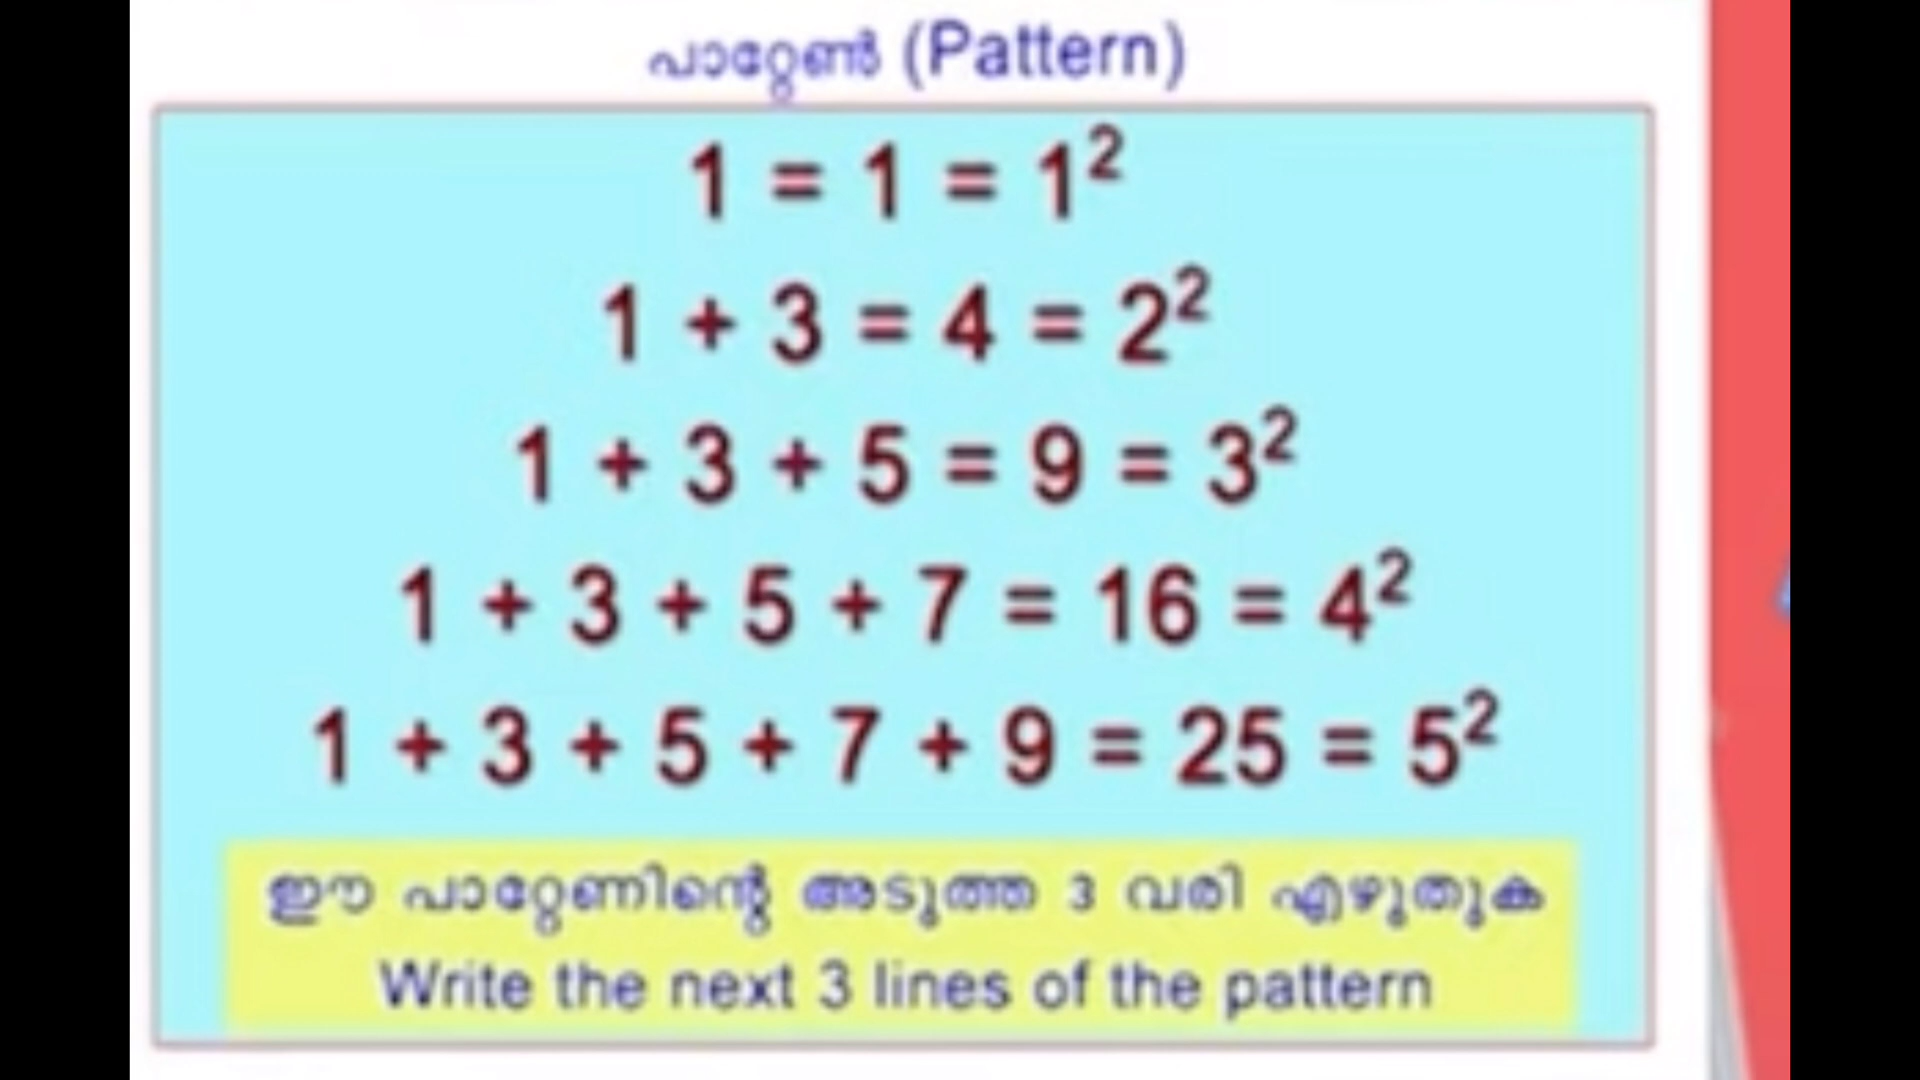 പാറ്റേൺ (Pattern)
1 = 1 = 1²
1 + 3 = 4 = 2²
1 + 3 + 5 = 9 = 3²
1 + 3 + 5 + 7 = 16 = 4²
1 + 3 + 5 + 7 + 9 = 25 = 5²
ഈ പാറ്റേണിന്റെ അടുത്ത 3 വരി എഴുതുക
Write the next 3 lines of the pattern